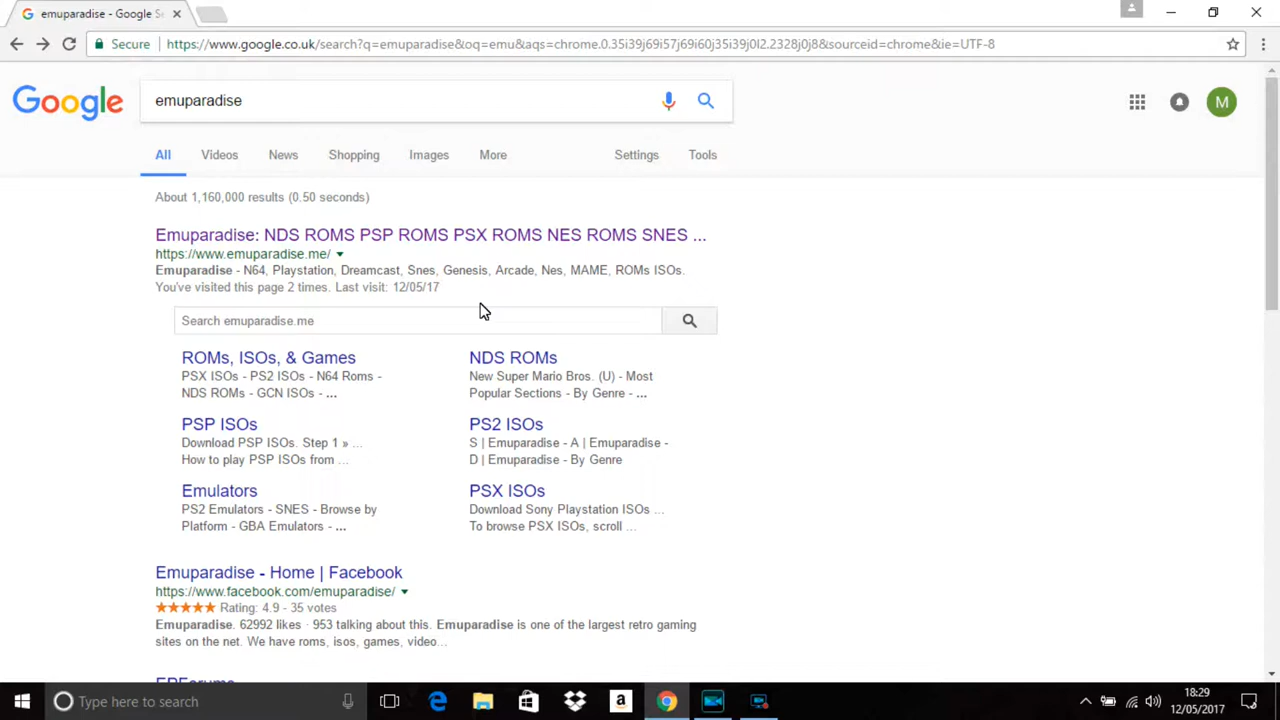 emuparadise - Google Se
Secure
https://www.google.co.uk/search?q=emuparadise&oq=emu&aqs=chrome.0.35i39j69i57j69i60j35i39j0l2.2328j0j8&sourceid=chrome&ie=UTF-8
Google
emuparadise
M
All Videos News Shopping Images More Settings Tools
About 1,160,000 results (0.50 seconds)
Emuparadise: NDS ROMS PSP ROMS PSX ROMS NES ROMS SNES ...
https://www.emuparadise.me/
Emuparadise - N64, Playstation, Dreamcast, Snes, Genesis, Arcade, Nes, MAME, ROMs ISOs.
You've visited this page 2 times. Last visit: 12/05/17
Search emuparadise.me
ROMs, ISOs, & Games
PSX ISOs - PS2 ISOs - N64 Roms -
NDS ROMs - GCN ISOs - ...
NDS ROMs
New Super Mario Bros. (U) - Most
Popular Sections - By Genre - ...
PSP ISOs
Download PSP ISOs. Step 1 » ...
How to play PSP ISOs from ...
PS2 ISOs
S | Emuparadise - A | Emuparadise -
D | Emuparadise - By Genre
Emulators
PS2 Emulators - SNES - Browse by
Platform - GBA Emulators - ...
PSX ISOs
Download Sony Playstation ISOs ...
To browse PSX ISOs, scroll ...
Emuparadise - Home | Facebook
https://www.facebook.com/emuparadise/
Rating: 4.9 - 35 votes
Emuparadise. 62992 likes · 953 talking about this. Emuparadise is one of the largest retro gaming
sites on the net. We have roms, isos, games, video...
Type here to search
a
18:29
12/05/2017